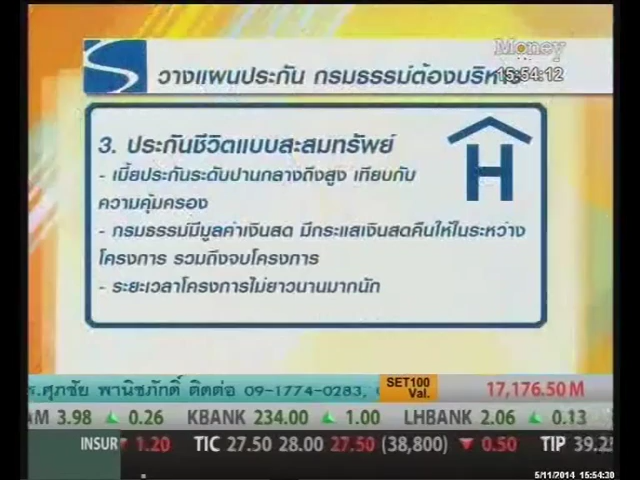 Money
15:54:12
วางแผนประกัน กรมธรรม์ต้องบริหาร
3. ประกันชีวิตแบบสะสมทรัพย์
- เบี้ยประกันระดับปานกลางถึงสูง เทียบกับ
ความคุ้มครอง
- กรมธรรม์มีมูลค่าเงินสด มีกระแสเงินสดคืนให้ในระหว่าง
โครงการ รวมถึงจบโครงการ
- ระยะเวลาโครงการไม่ยาวนานมากนัก
H
ร.ศุภชัย พานิชภักดิ์ ติดต่อ 09-1774-0283,
SET100
Val.
17,176.50 M
AM 3.98 ▲ 0.26 KBANK 234.00 ▲ 1.00 LHBANK 2.06 ▲ 0.13
INSUR ▼ 1.20 TIC 27.50 28.00 27.50 (38,800) ▼ 0.50 TIP 39.2
5/11/2014 15:54:30